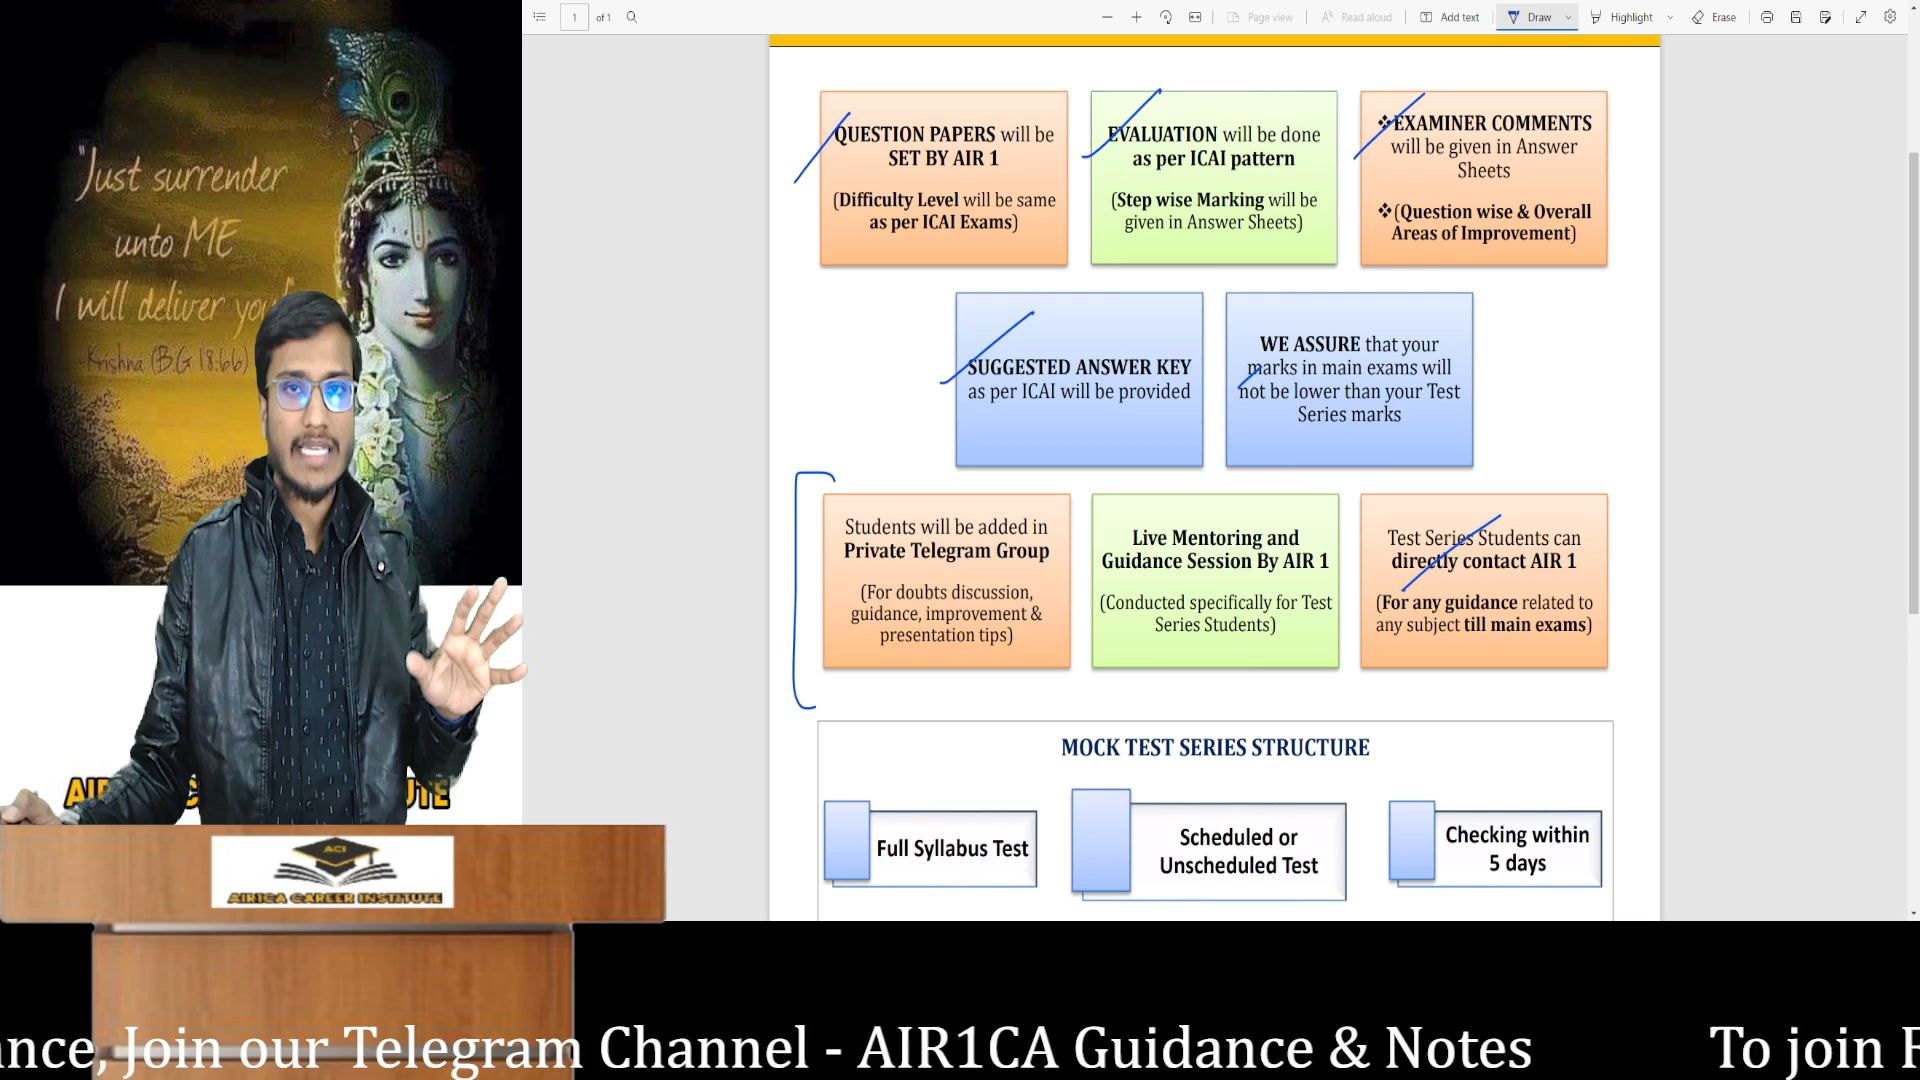 1 of 1
Page view
Read aloud
Add text
Draw
Highlight
Erase
"Just surrender
unto ME
I will deliver you"
Krishna (B.G 18:66)
QUESTION PAPERS will be
SET BY AIR 1
(Difficulty Level will be same
as per ICAI Exams)
EVALUATION will be done
as per ICAI pattern
(Step wise Marking will be
given in Answer Sheets)
❖EXAMINER COMMENTS
will be given in Answer
Sheets
❖(Question wise & Overall
Areas of Improvement)
SUGGESTED ANSWER KEY
as per ICAI will be provided
WE ASSURE that your
marks in main exams will
not be lower than your Test
Series marks
Students will be added in
Private Telegram Group
(For doubts discussion,
guidance, improvement &
presentation tips)
Live Mentoring and
Guidance Session By AIR 1
(Conducted specifically for Test
Series Students)
Test Series Students can
directly contact AIR 1
(For any guidance related to
any subject till main exams)
MOCK TEST SERIES STRUCTURE
Full Syllabus Test
Scheduled or
Unscheduled Test
Checking within
5 days
ACI
AIR1CA CAREER INSTITUTE
ance, Join our Telegram Channel - AIR1CA Guidance & Notes To join F